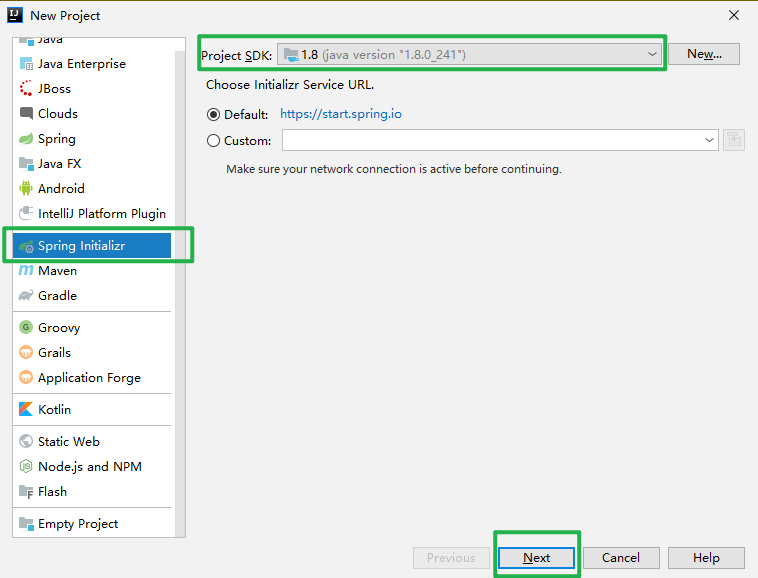 New Project
Java
Java Enterprise
JBoss
Clouds
Spring
Java FX
Android
IntelliJ Platform Plugin
Spring Initializr
Maven
Gradle
Groovy
Grails
Application Forge
Kotlin
Static Web
Node.js and NPM
Flash
Empty Project
Project SDK: 1.8 (java version "1.8.0_241") New...
Choose Initializr Service URL.
Default: https://start.spring.io
Custom:
Make sure your network connection is active before continuing.
Previous Next Cancel Help